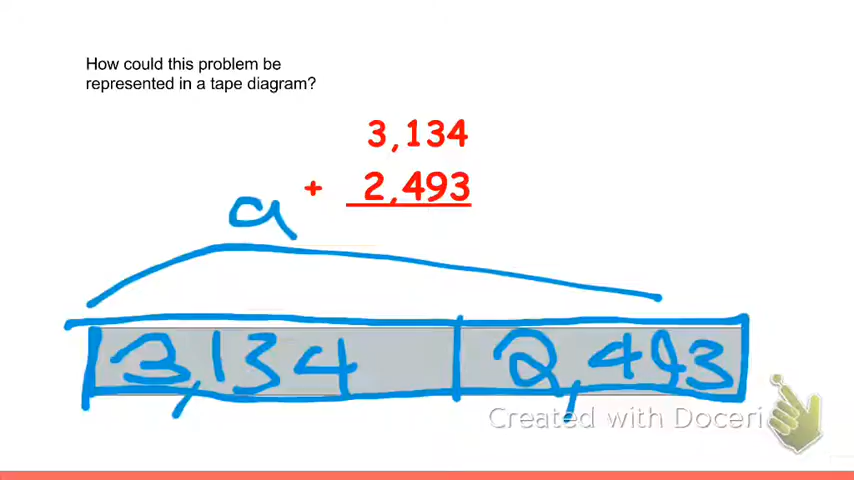 How could this problem be
represented in a tape diagram?
3,134
+ 2,493
a
3,134 2,493
Created with Doceri